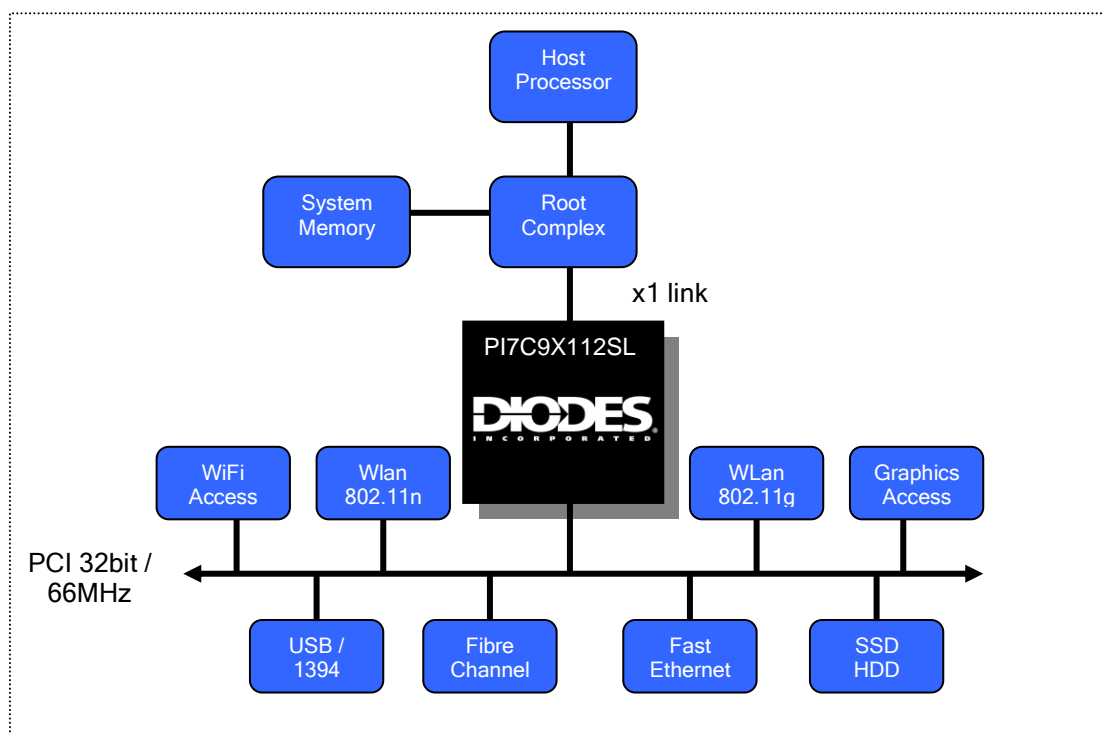 Host
Processor
System
Memory
Root
Complex
x1 link
PI7C9X112SL
DIODES
INCORPORATED
WiFi
Access
Wlan
802.11n
WLan
802.11g
Graphics
Access
PCI 32bit /
66MHz
USB /
1394
Fibre
Channel
Fast
Ethernet
SSD
HDD